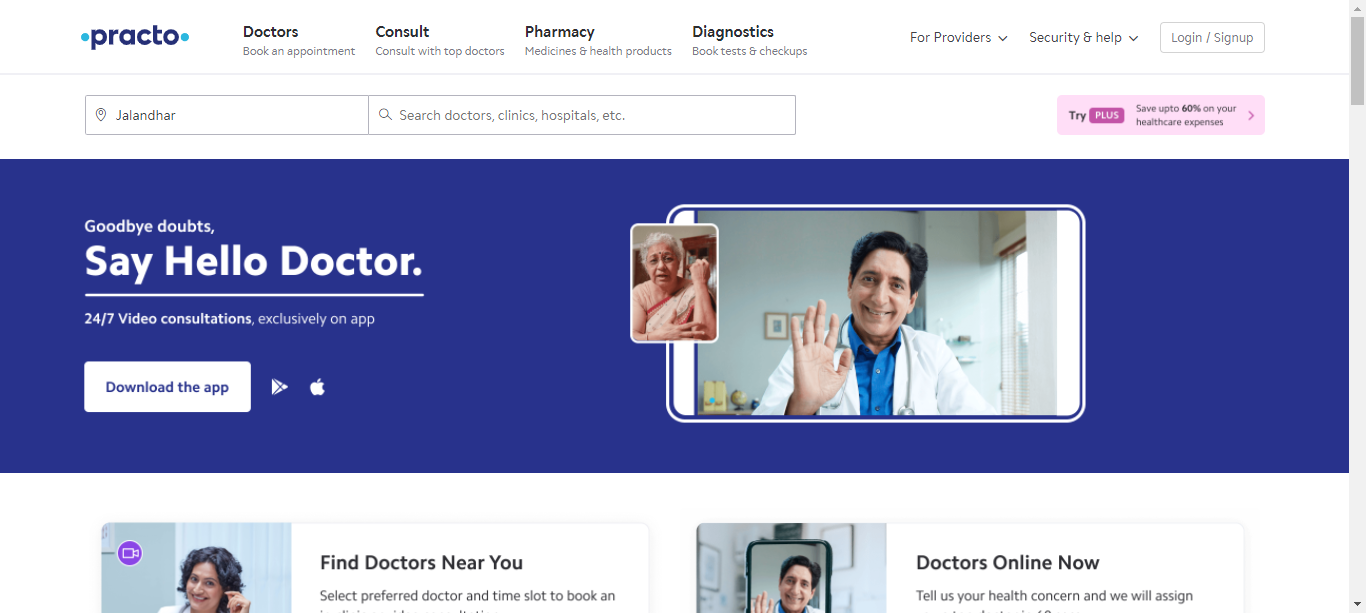 practo
Doctors
Book an appointment
Consult
Consult with top doctors
Pharmacy
Medicines & health products
Diagnostics
Book tests & checkups
For Providers
Security & help
Login / Signup
Jalandhar
Search doctors, clinics, hospitals, etc.
Try PLUS
Save upto 60% on your
healthcare expenses
Goodbye doubts,
Say Hello Doctor.
24/7 Video consultations, exclusively on app
Download the app
Find Doctors Near You
Select preferred doctor and time slot to book an
Doctors Online Now
Tell us your health concern and we will assign